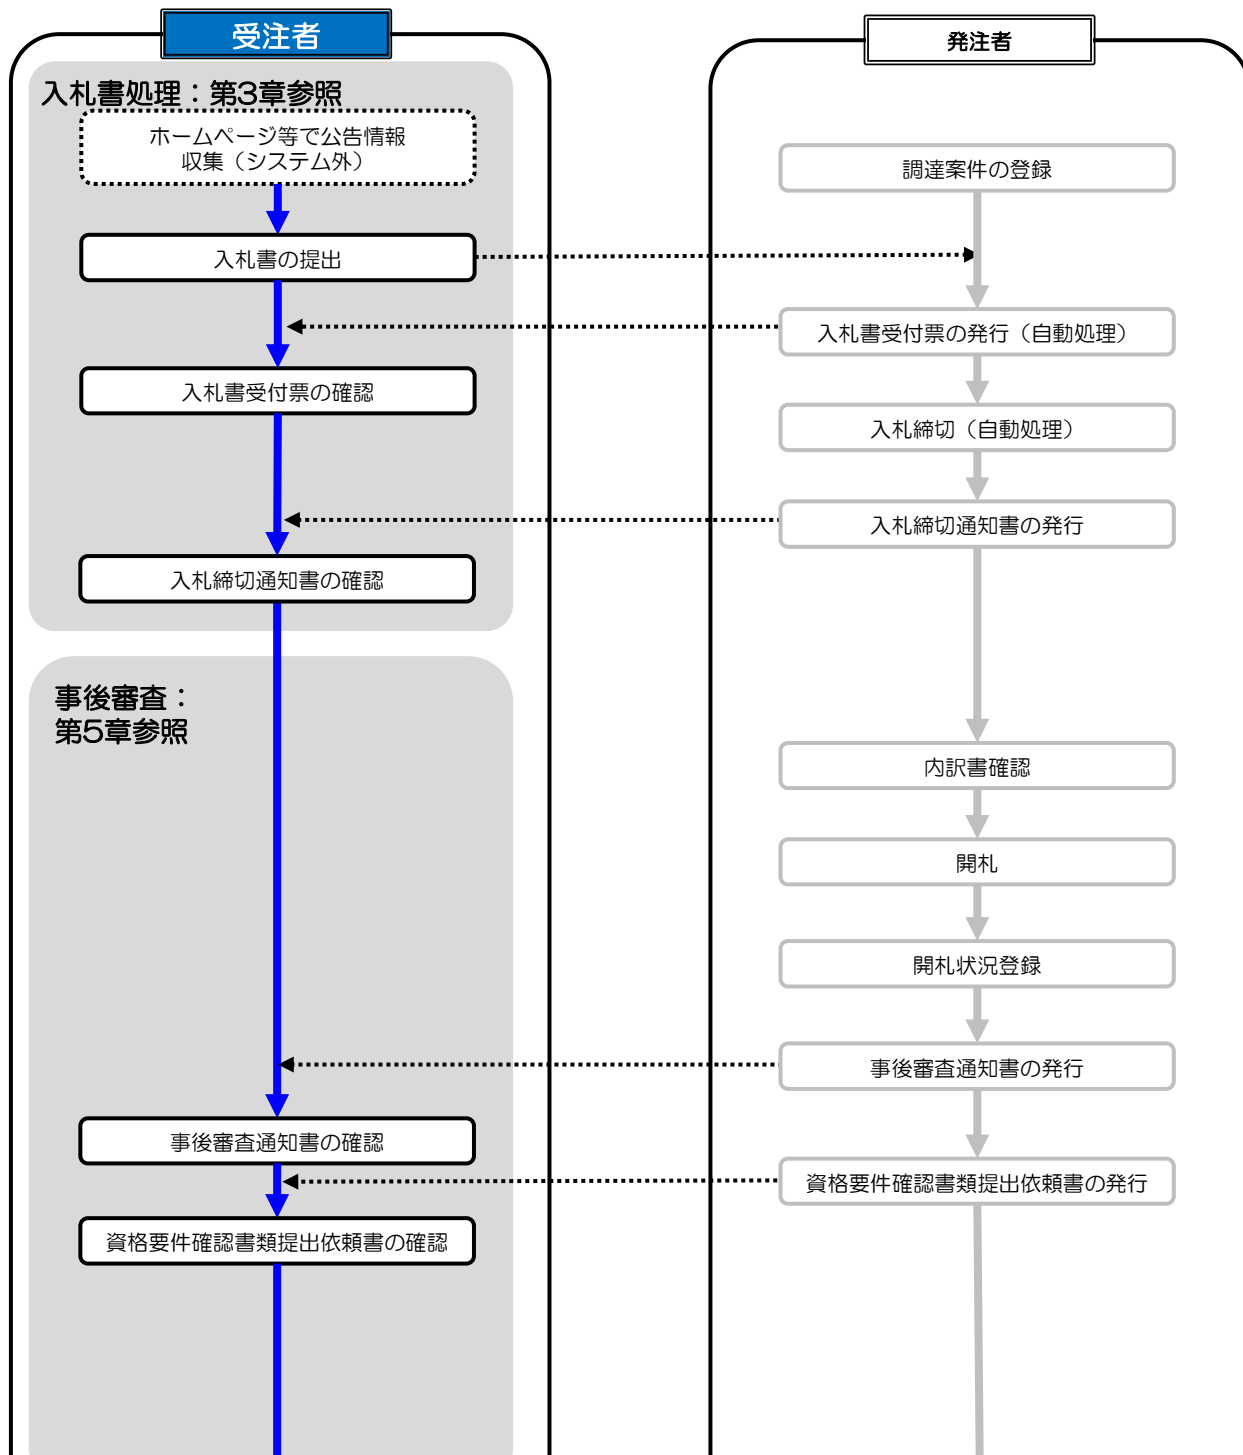 受注者
入札書処理：第3章参照
ホームページ等で公告情報
収集（システム外）
入札書の提出
入札書受付票の確認
入札締切通知書の確認
事後審査：
第5章参照
事後審査通知書の確認
資格要件確認書類提出依頼書の確認
発注者
調達案件の登録
入札書受付票の発行（自動処理）
入札締切（自動処理）
入札締切通知書の発行
内訳書確認
開札
開札状況登録
事後審査通知書の発行
資格要件確認書類提出依頼書の発行